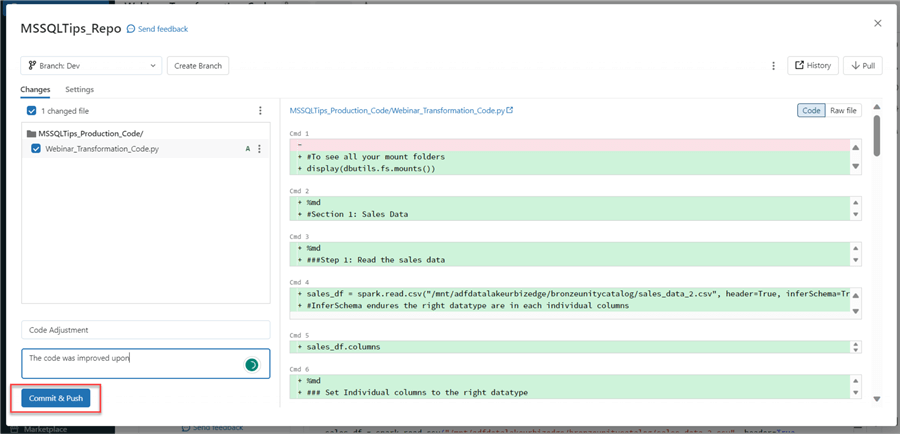 MSSQLTips_Repo
Send feedback
Branch: Dev
Create Branch
History
Pull
Changes
Settings
1 changed file
MSSQLTips_Production_Code/
Webinar_Transformation_Code.py
A
Code Adjustment
The code was improved upon
Commit & Push
MSSQLTips_Production_Code/Webinar_Transformation_Code.py
Code
Raw file
Cmd 1
-
+ #To see all your mount folders
+ display(dbutils.fs.mounts())
Cmd 2
+ %md
+ #Section 1: Sales Data
Cmd 3
+ %md
+ ###Step 1: Read the sales data
Cmd 4
+ sales_df = spark.read.csv("/mnt/adfdatalakeurbizedge/bronzeunitycatalog/sales_data_2.csv", header=True, inferSchema=Tr
+ #InferSchema endures the right datatype are in each individual columns
Cmd 5
+ sales_df.columns
Cmd 6
+ %md
+ ### Set Individual columns to the right datatype
Marketplace
Send feedback